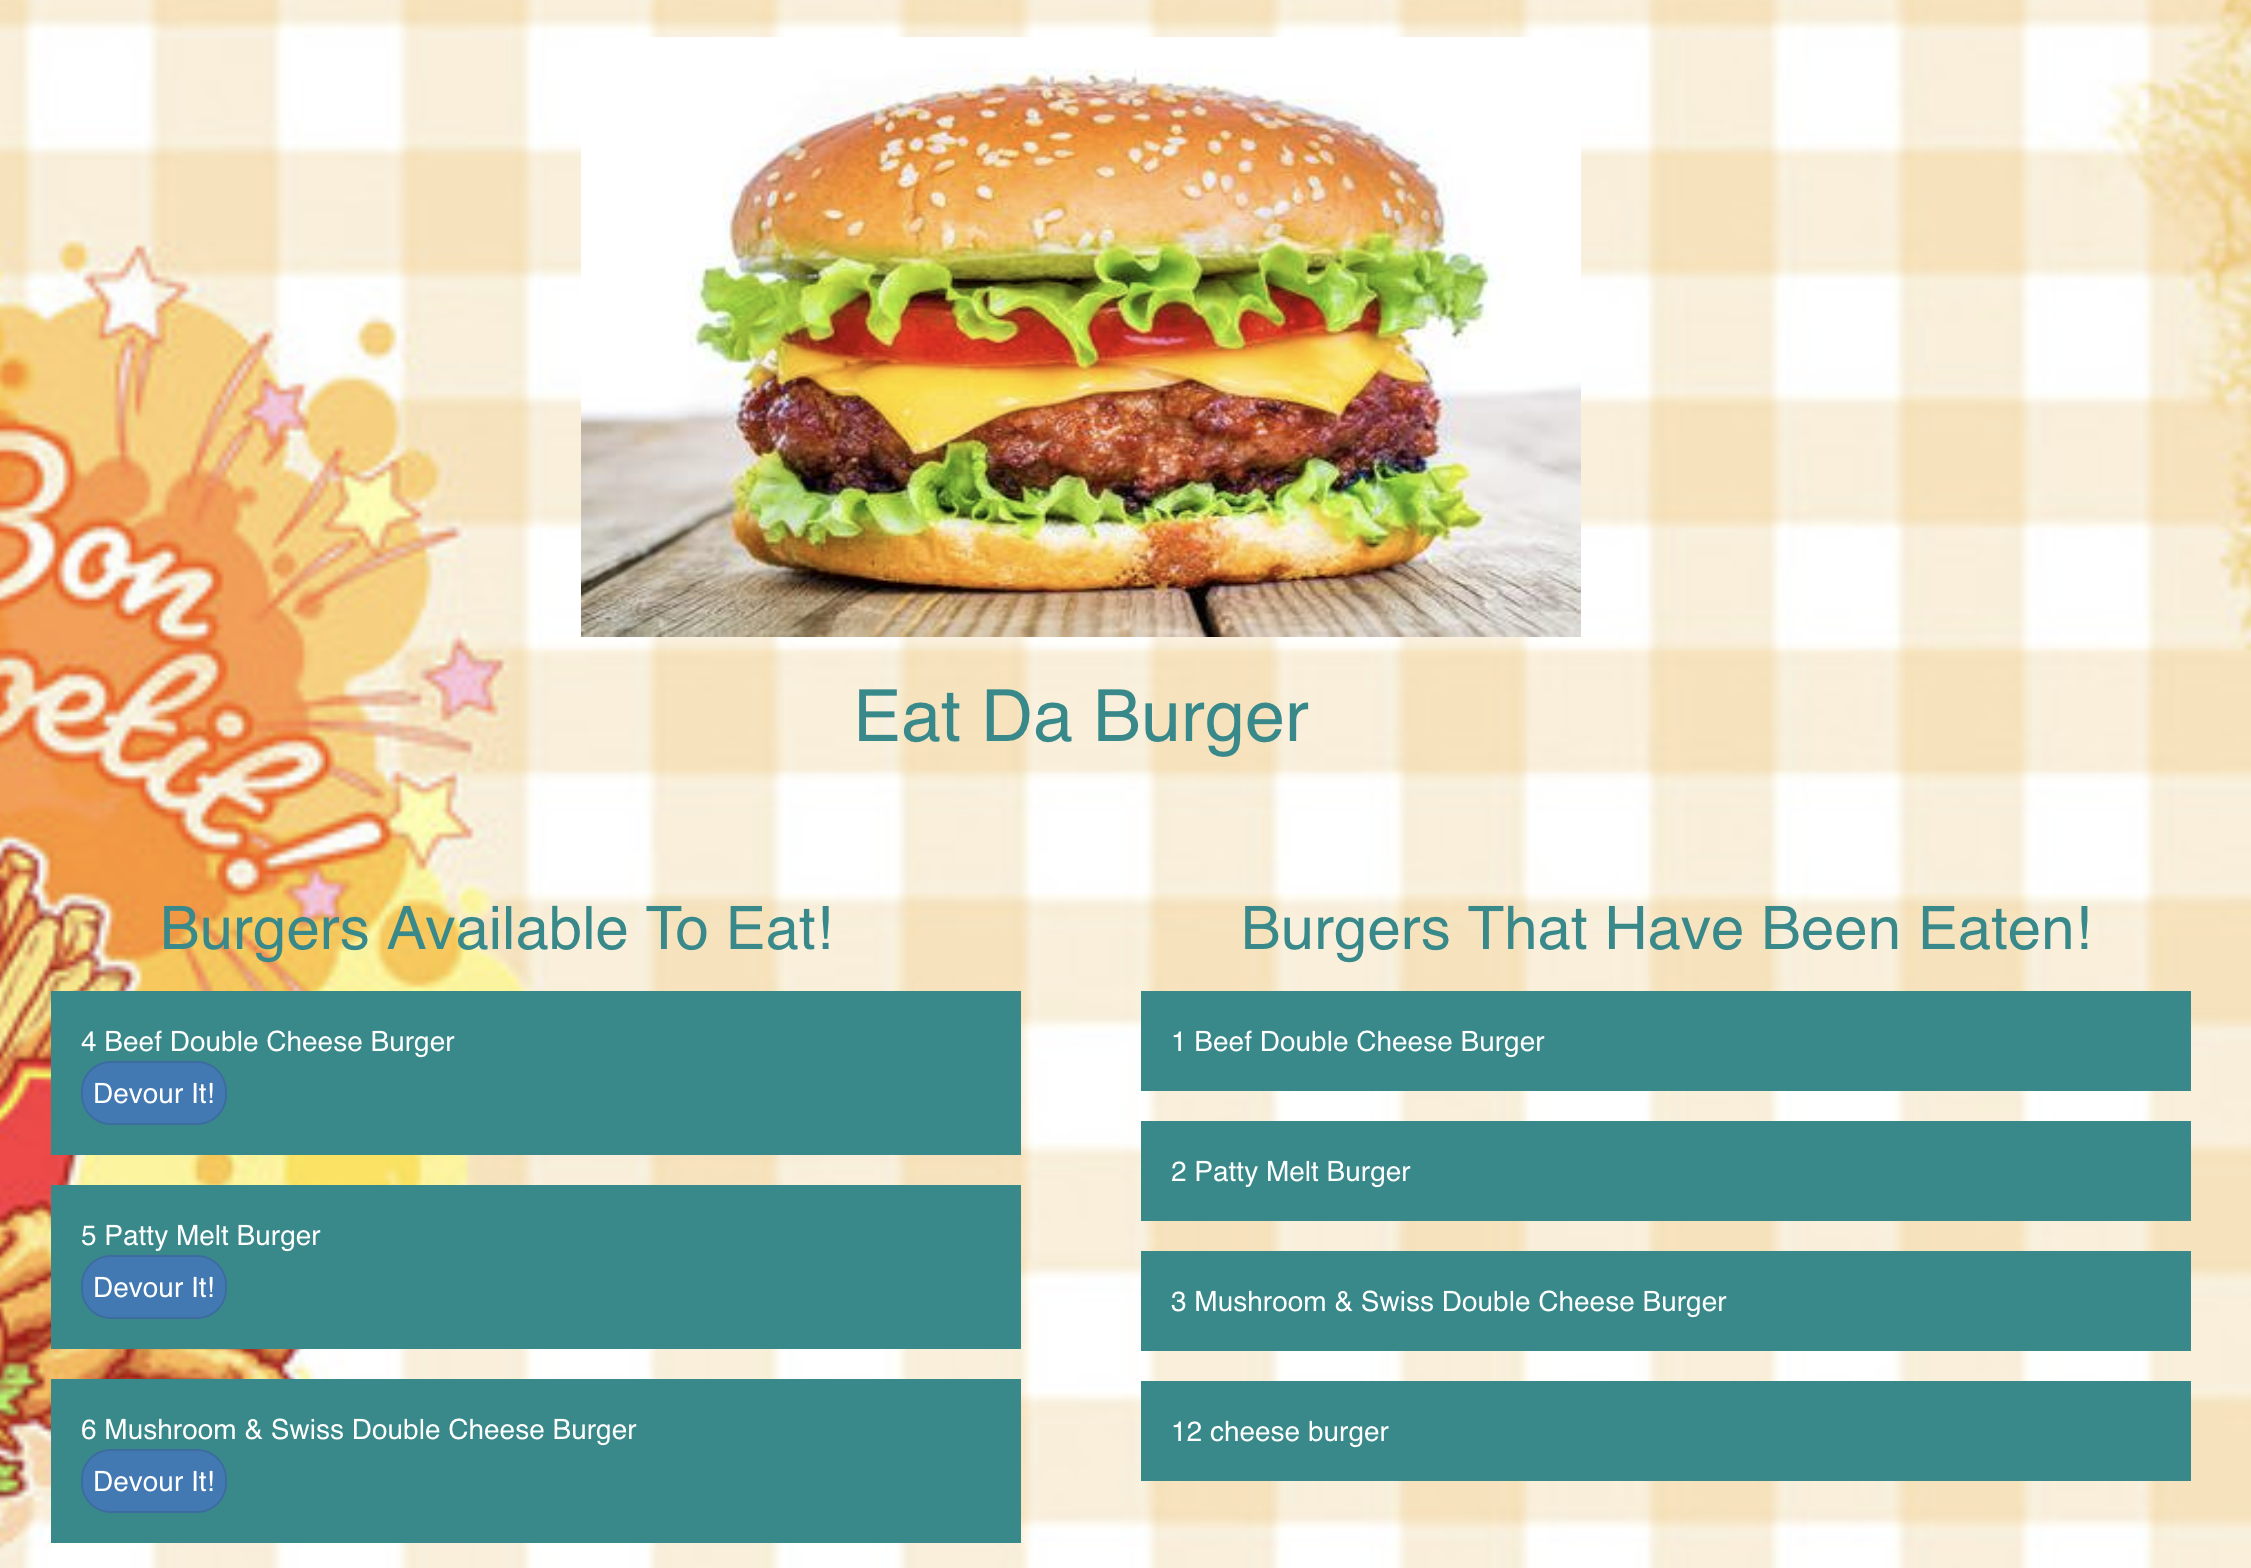 Bon
Eat Da Burger
Burgers Available To Eat!
4 Beef Double Cheese Burger
Devour It!
5 Patty Melt Burger
Devour It!
6 Mushroom & Swiss Double Cheese Burger
Devour It!
Burgers That Have Been Eaten!
1 Beef Double Cheese Burger
2 Patty Melt Burger
3 Mushroom & Swiss Double Cheese Burger
12 cheese burger